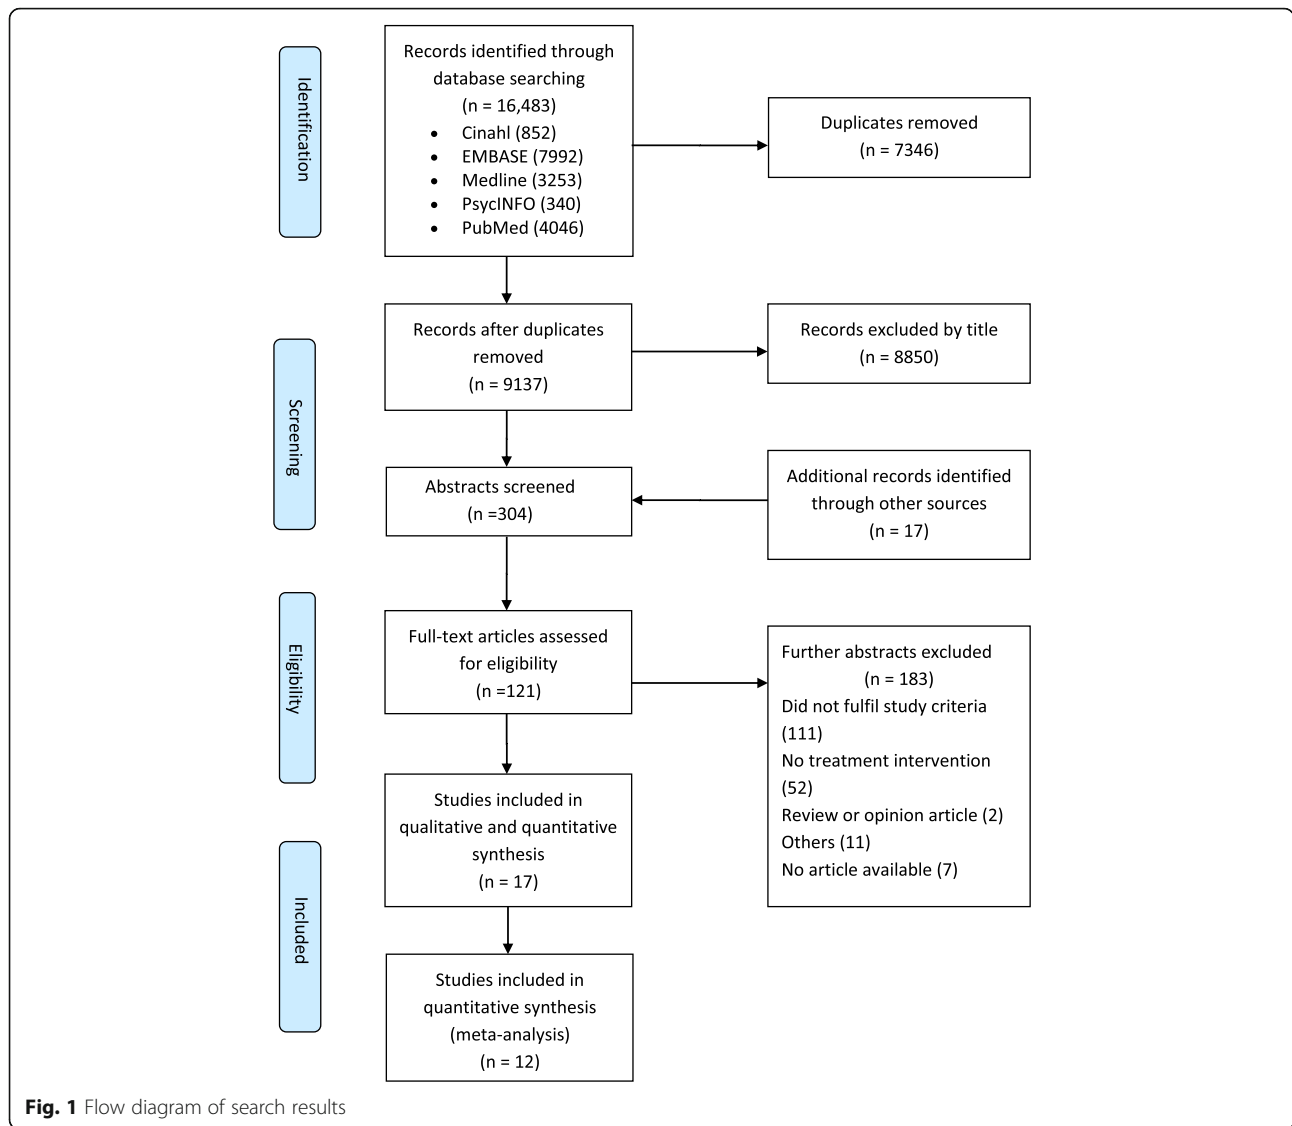 Identification
Records identified through
database searching
(n = 16,483)
• Cinahl (852)
• EMBASE (7992)
• Medline (3253)
• PsycINFO (340)
• PubMed (4046)
Duplicates removed
(n = 7346)
Screening
Records after duplicates
removed
(n = 9137)
Records excluded by title
(n = 8850)
Abstracts screened
(n =304)
Additional records identified
through other sources
(n = 17)
Eligibility
Full-text articles assessed
for eligibility
(n =121)
Further abstracts excluded
(n = 183)
Did not fulfil study criteria
(111)
No treatment intervention
(52)
Review or opinion article (2)
Others (11)
No article available (7)
Included
Studies included in
qualitative and quantitative
synthesis
(n = 17)
Studies included in
quantitative synthesis
(meta-analysis)
(n = 12)
Fig. 1 Flow diagram of search results